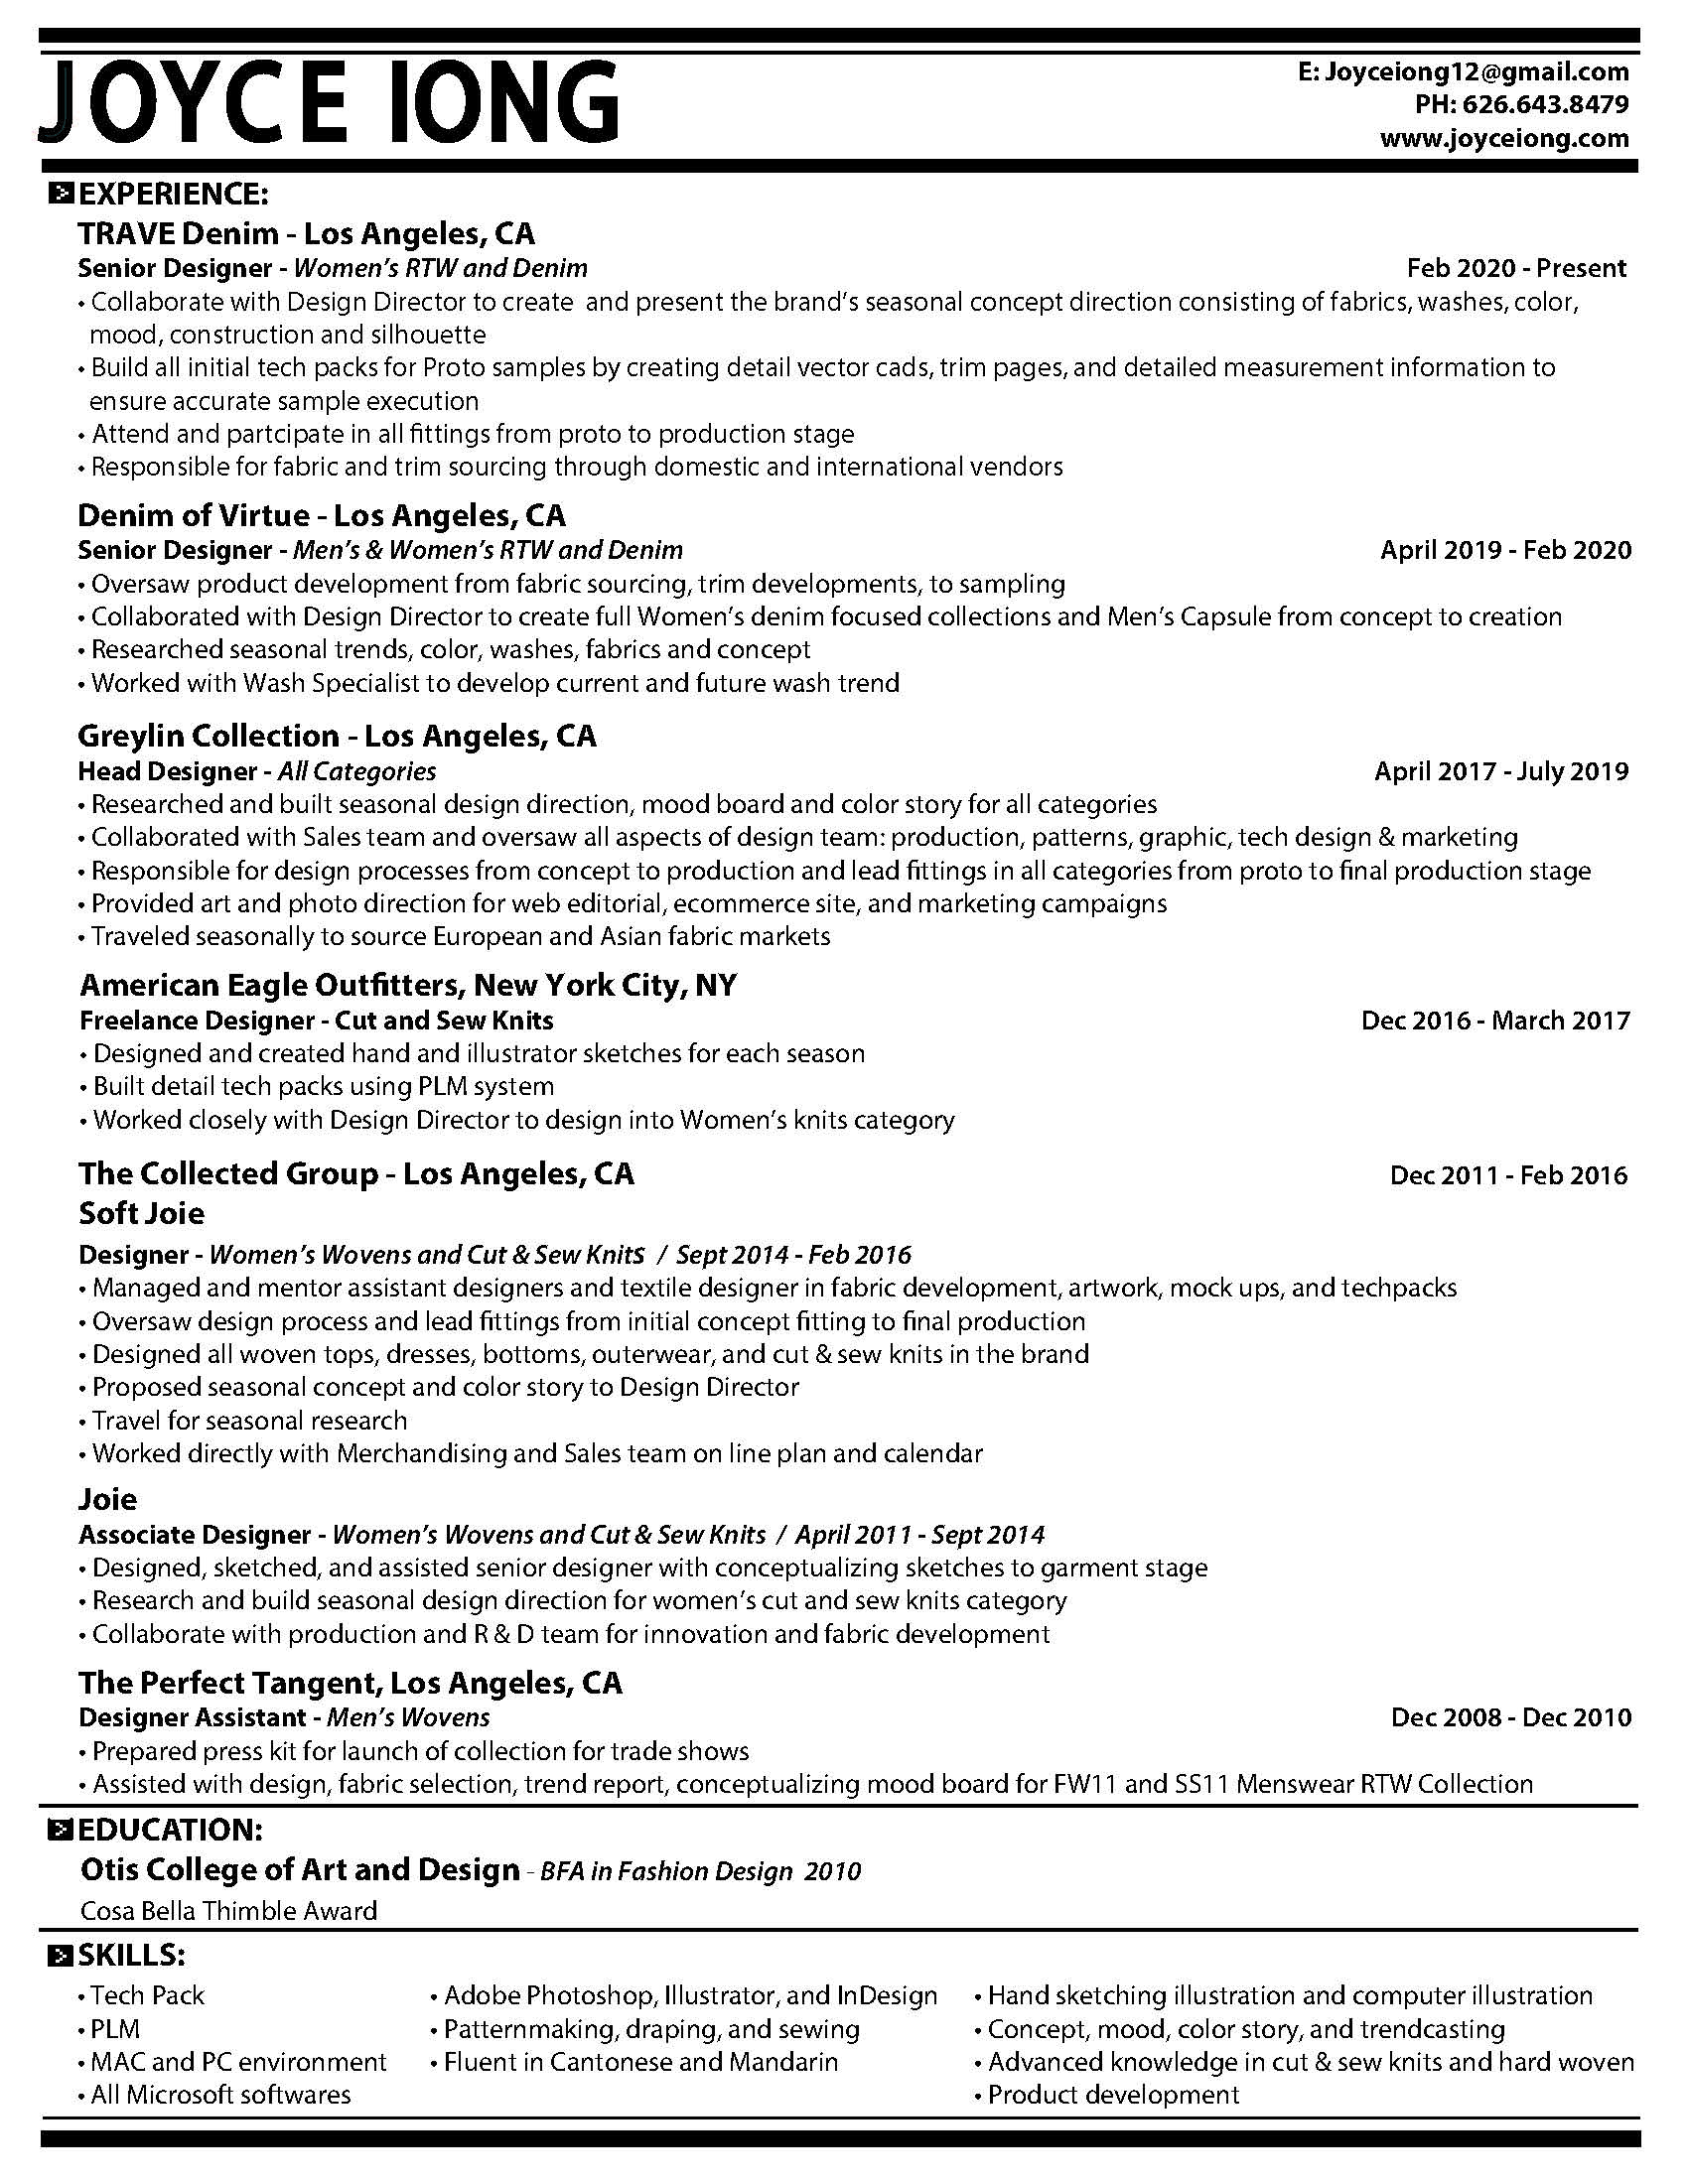 JOYCE IONG
E: Joyceiong12@gmail.com
PH: 626.643.8479
www.joyceiong.com
EXPERIENCE:
TRAVE Denim - Los Angeles, CA
Senior Designer - Women's RTW and Denim Feb 2020 - Present
• Collaborate with Design Director to create and present the brand's seasonal concept direction consisting of fabrics, washes, color,
mood, construction and silhouette
• Build all initial tech packs for Proto samples by creating detail vector cads, trim pages, and detailed measurement information to
ensure accurate sample execution
• Attend and partcipate in all fittings from proto to production stage
• Responsible for fabric and trim sourcing through domestic and international vendors
Denim of Virtue - Los Angeles, CA
Senior Designer - Men's & Women's RTW and Denim April 2019 - Feb 2020
• Oversaw product development from fabric sourcing, trim developments, to sampling
• Collaborated with Design Director to create full Women's denim focused collections and Men's Capsule from concept to creation
• Researched seasonal trends, color, washes, fabrics and concept
• Worked with Wash Specialist to develop current and future wash trend
Greylin Collection - Los Angeles, CA
Head Designer - All Categories April 2017 - July 2019
• Researched and built seasonal design direction, mood board and color story for all categories
• Collaborated with Sales team and oversaw all aspects of design team: production, patterns, graphic, tech design & marketing
• Responsible for design processes from concept to production and lead fittings in all categories from proto to final production stage
• Provided art and photo direction for web editorial, ecommerce site, and marketing campaigns
• Traveled seasonally to source European and Asian fabric markets
American Eagle Outfitters, New York City, NY
Freelance Designer - Cut and Sew Knits Dec 2016 - March 2017
• Designed and created hand and illustrator sketches for each season
• Built detail tech packs using PLM system
• Worked closely with Design Director to design into Women's knits category
The Collected Group - Los Angeles, CA Dec 2011 - Feb 2016
Soft Joie
Designer - Women's Wovens and Cut & Sew Knits / Sept 2014 - Feb 2016
• Managed and mentor assistant designers and textile designer in fabric development, artwork, mock ups, and techpacks
• Oversaw design process and lead fittings from initial concept fitting to final production
• Designed all woven tops, dresses, bottoms, outerwear, and cut & sew knits in the brand
• Proposed seasonal concept and color story to Design Director
• Travel for seasonal research
• Worked directly with Merchandising and Sales team on line plan and calendar
Joie
Associate Designer - Women's Wovens and Cut & Sew Knits / April 2011 - Sept 2014
• Designed, sketched, and assisted senior designer with conceptualizing sketches to garment stage
• Research and build seasonal design direction for women's cut and sew knits category
• Collaborate with production and R & D team for innovation and fabric development
The Perfect Tangent, Los Angeles, CA
Designer Assistant - Men's Wovens Dec 2008 - Dec 2010
• Prepared press kit for launch of collection for trade shows
• Assisted with design, fabric selection, trend report, conceptualizing mood board for FW11 and SS11 Menswear RTW Collection
EDUCATION:
Otis College of Art and Design - BFA in Fashion Design 2010
Cosa Bella Thimble Award
SKILLS:
• Tech Pack
• PLM
• MAC and PC environment
• All Microsoft softwares
• Adobe Photoshop, Illustrator, and InDesign
• Patternmaking, draping, and sewing
• Fluent in Cantonese and Mandarin
• Hand sketching illustration and computer illustration
• Concept, mood, color story, and trendcasting
• Advanced knowledge in cut & sew knits and hard woven
• Product development